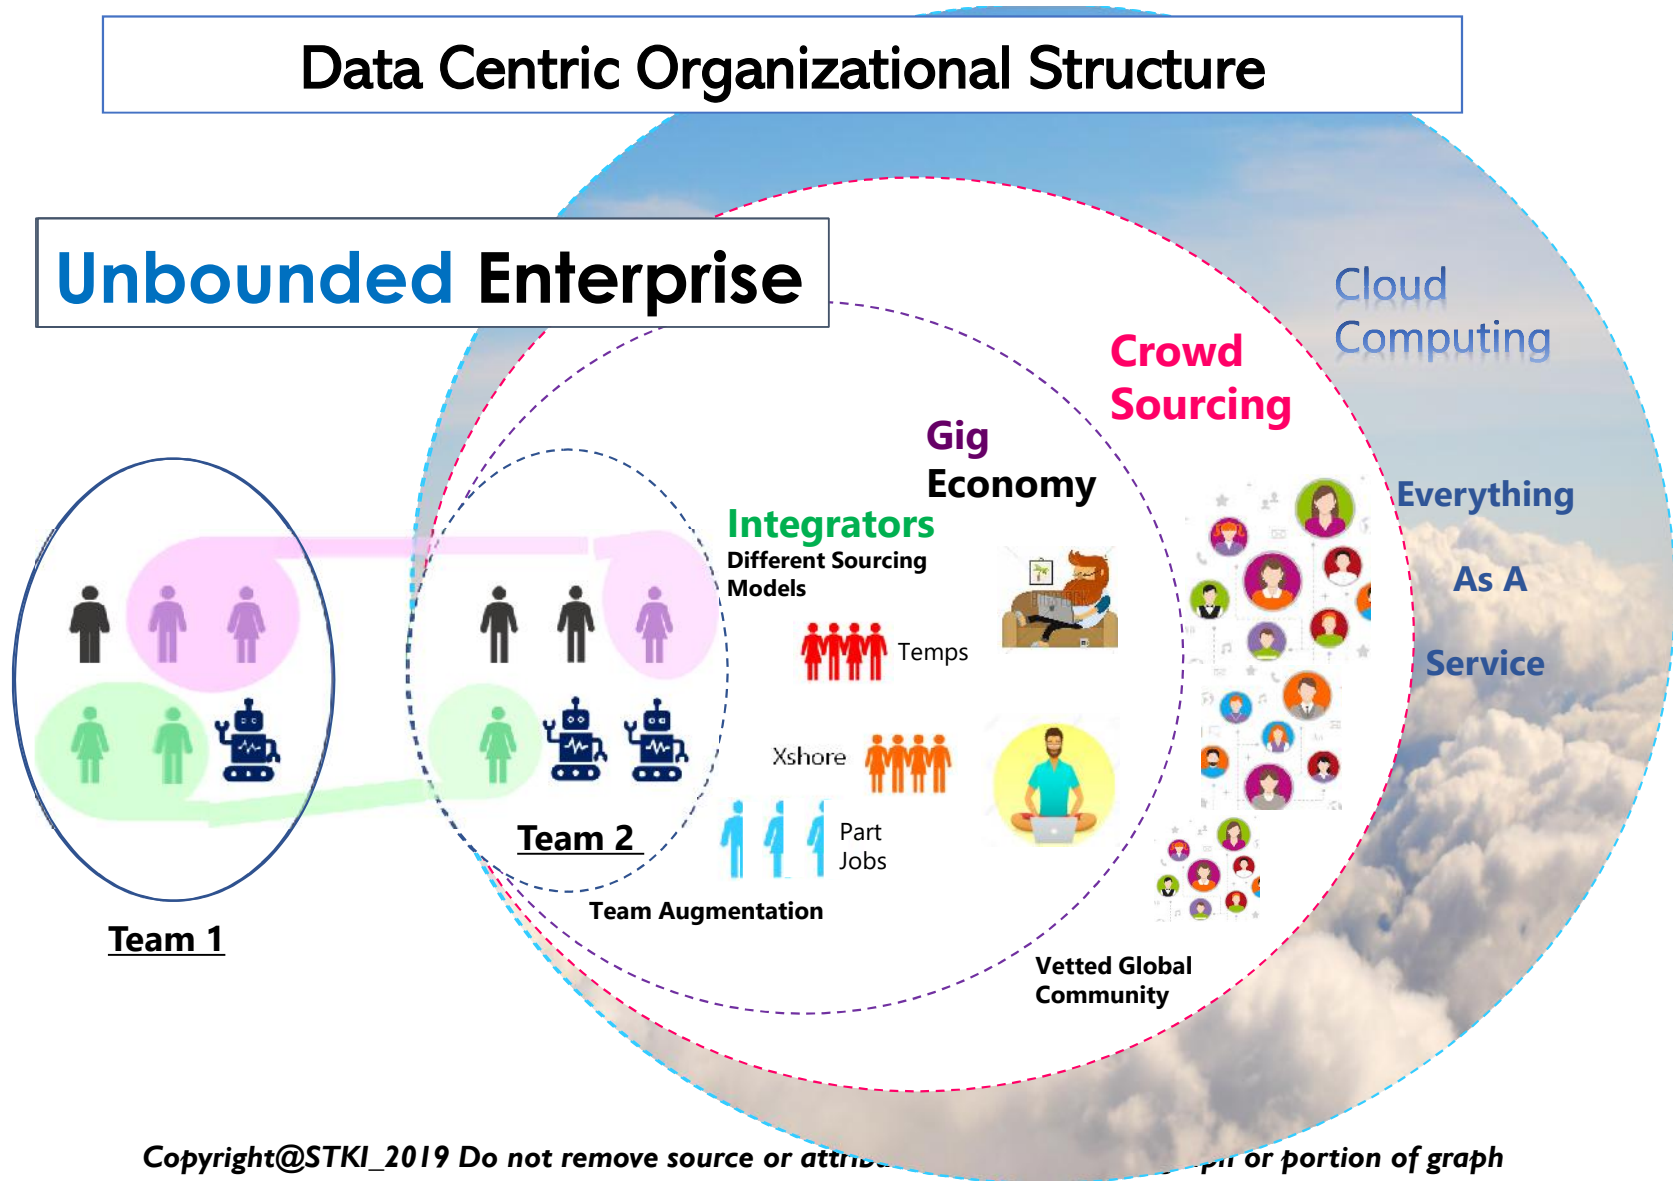 Data Centric Organizational Structure
Unbounded Enterprise
Cloud
Computing
Crowd
Sourcing
Gig
Economy
Everything
As A
Service
Integrators
Different Sourcing
Models
Temps
Xshore
Part
Jobs
Team 2
Team Augmentation
Team 1
Vetted Global
Community
Copyright@STKI_2019 Do not remove source or or portion of graph